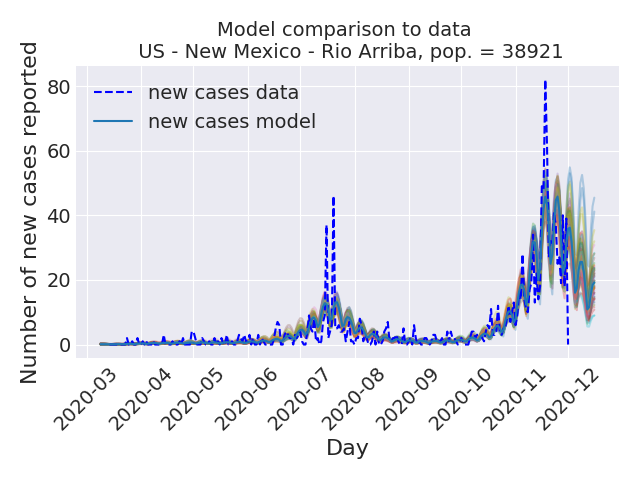 Model comparison to data
US - New Mexico - Rio Arriba, pop. = 38921
Number of new cases reported
80
60
40
20
0
new cases data
new cases model
2020-03
2020-04
2020-05
2020-06
2020-07
2020-08
2020-09
2020-10
2020-11
2020-12
Day